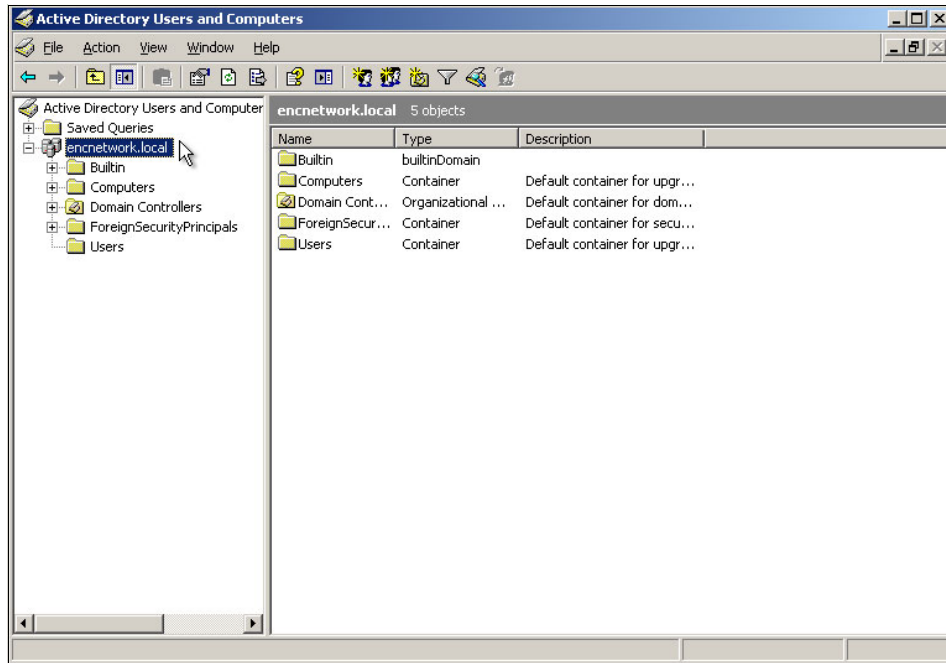 Active Directory Users and Computers
File Action View Window Help
Active Directory Users and Computer
Saved Queries
encnetwork.local
Builtin
Computers
Domain Controllers
ForeignSecurityPrincipals
Users
encnetwork.local 5 objects
Name Type Description
Builtin builtinDomain
Computers Container Default container for upgr...
Domain Cont... Organizational ... Default container for dom...
ForeignSecur... Container Default container for secu...
Users Container Default container for upgr...